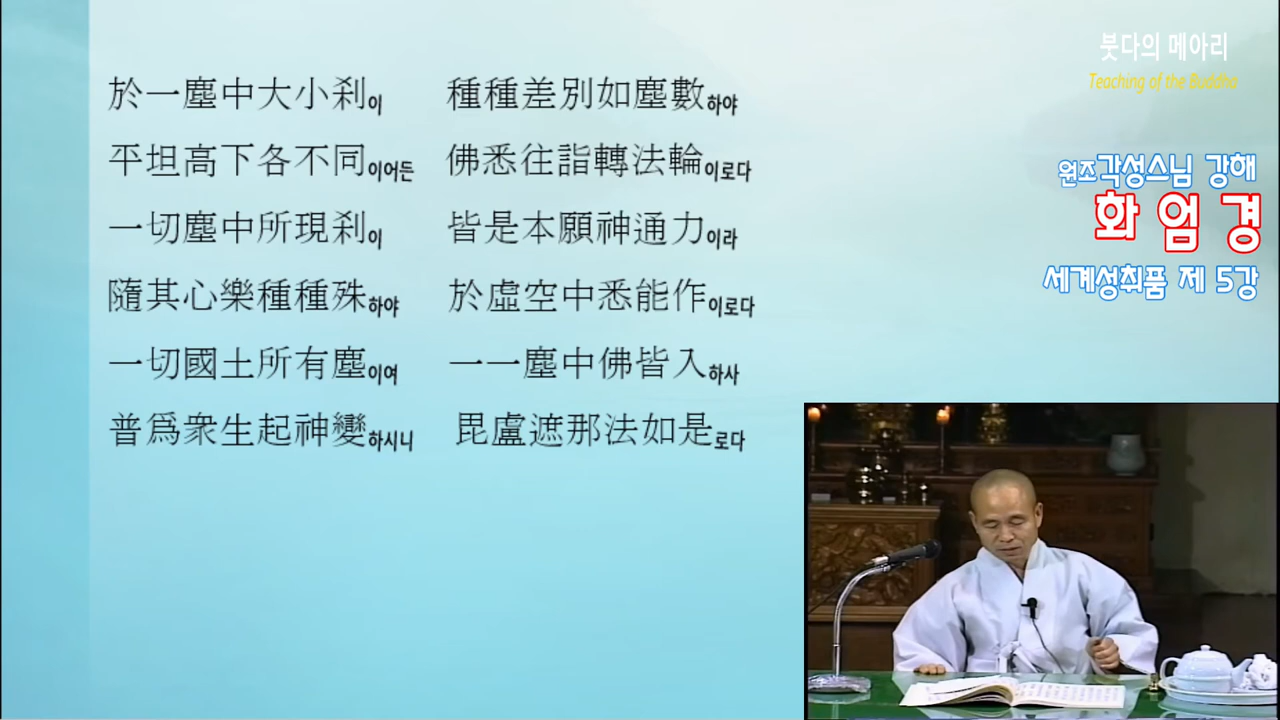 於一塵中大小刹이 種種差別如塵數하야
平坦高下各不同이어든 佛悉往詣轉法輪이로다
一切塵中所現刹이 皆是本願神通力이라
隨其心樂種種殊하야 於虛空中悉能作이로다
一切國土所有塵이여 一一塵中佛皆入하사
普爲衆生起神變하시니 毘盧遮那法如是로다
붓다의 메아리
Teaching of the Buddha
원조각성스님 강해
화엄경
세계성취품 제 5강